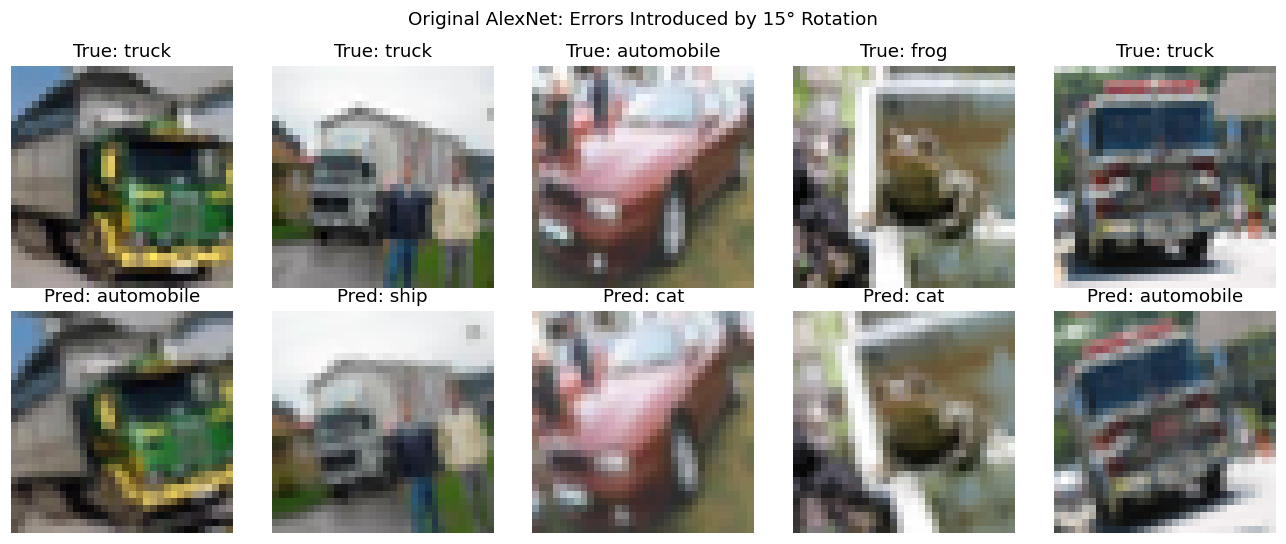 Original AlexNet: Errors Introduced by 15° Rotation
True: truck
True: truck
True: automobile
True: frog
True: truck
Pred: automobile
Pred: ship
Pred: cat
Pred: cat
Pred: automobile